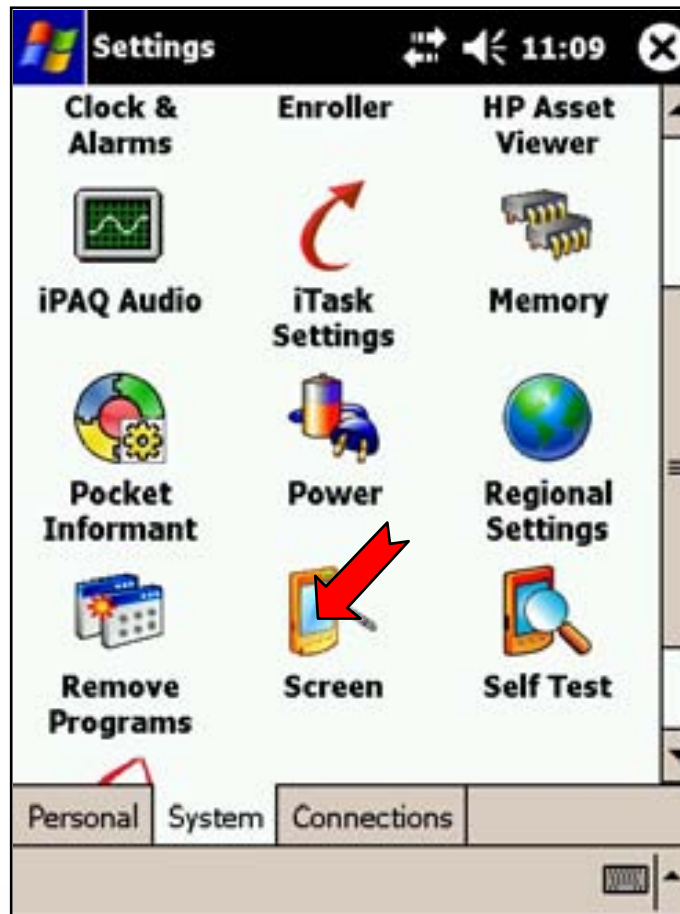 Settings 11:09
Clock & Enroller HP Asset
Alarms Viewer
iPAQ Audio iTask Memory
Settings
Pocket Power Regional
Informant Settings
Remove Screen Self Test
Programs
Personal System Connections